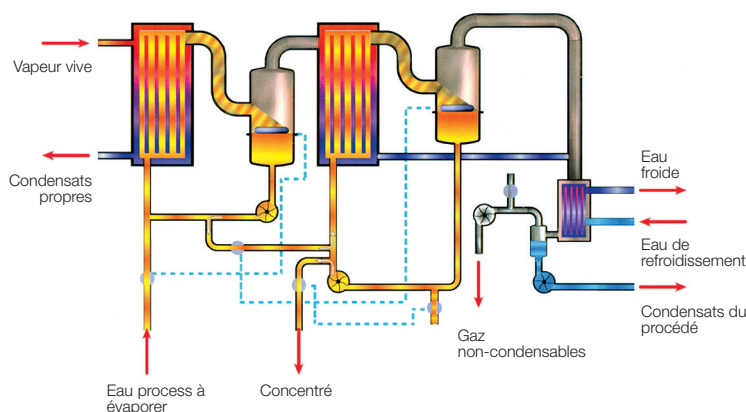 Vapeur vive
Condensats
propres
Eau
froide
Eau de
refroidissement
Condensats du
procédé
Gaz
non-condensables
Eau process à
évaporer
Concentré